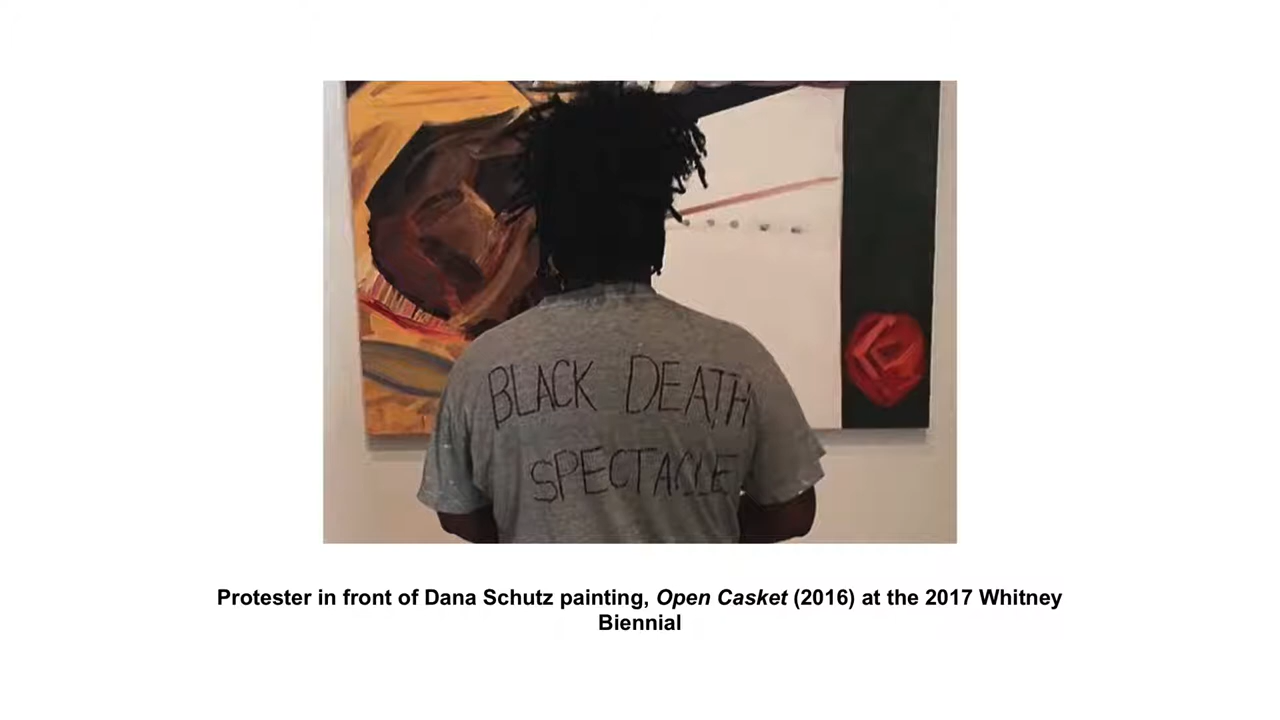 BLACK DEATH
SPECTACLE
Protester in front of Dana Schutz painting, Open Casket (2016) at the 2017 Whitney
Biennial